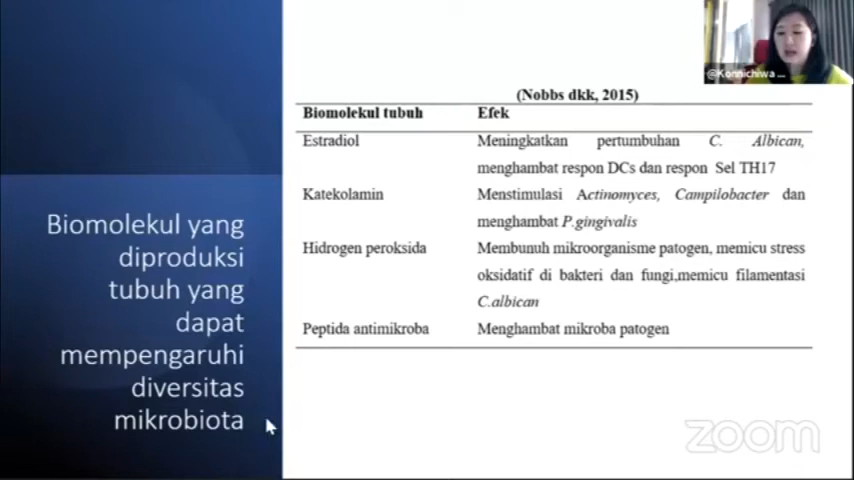 Biomolekul yang
diproduksi
tubuh yang
dapat
mempengaruhi
diversitas
mikrobiota
(Nobbs dkk, 2015)
Biomolekul tubuh Efek
Estradiol Meningkatkan pertumbuhan C. Albican,
menghambat respon DCs dan respon Sel TH17
Katekolamin Menstimulasi Actinomyces, Campilobacter dan
menghambat P.gingivalis
Hidrogen peroksida Membunuh mikroorganisme patogen, memicu stress
oksidatif di bakteri dan fungi,memicu filamentasi
C.albican
Peptida antimikroba Menghambat mikroba patogen
@Konnichiwa ...
zoom